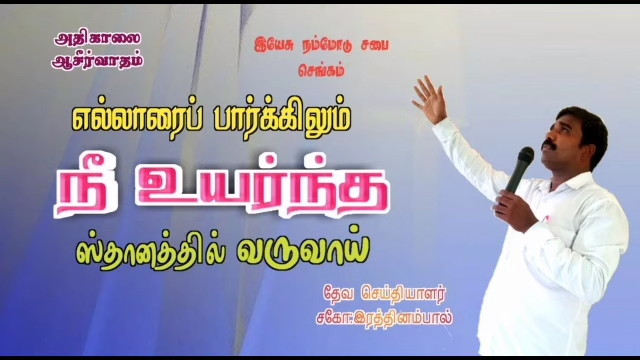 அதிகாலை
ஆசீர்வாதம்
இயேசு நம்மோடு சபை
செங்கம்
எல்லாரைப் பார்க்கிலும்
நீ உயர்ந்த
ஸ்தானத்தில் வருவாய்
தேவ செய்தியாளர்
சகோ.இரத்தினம்பால்